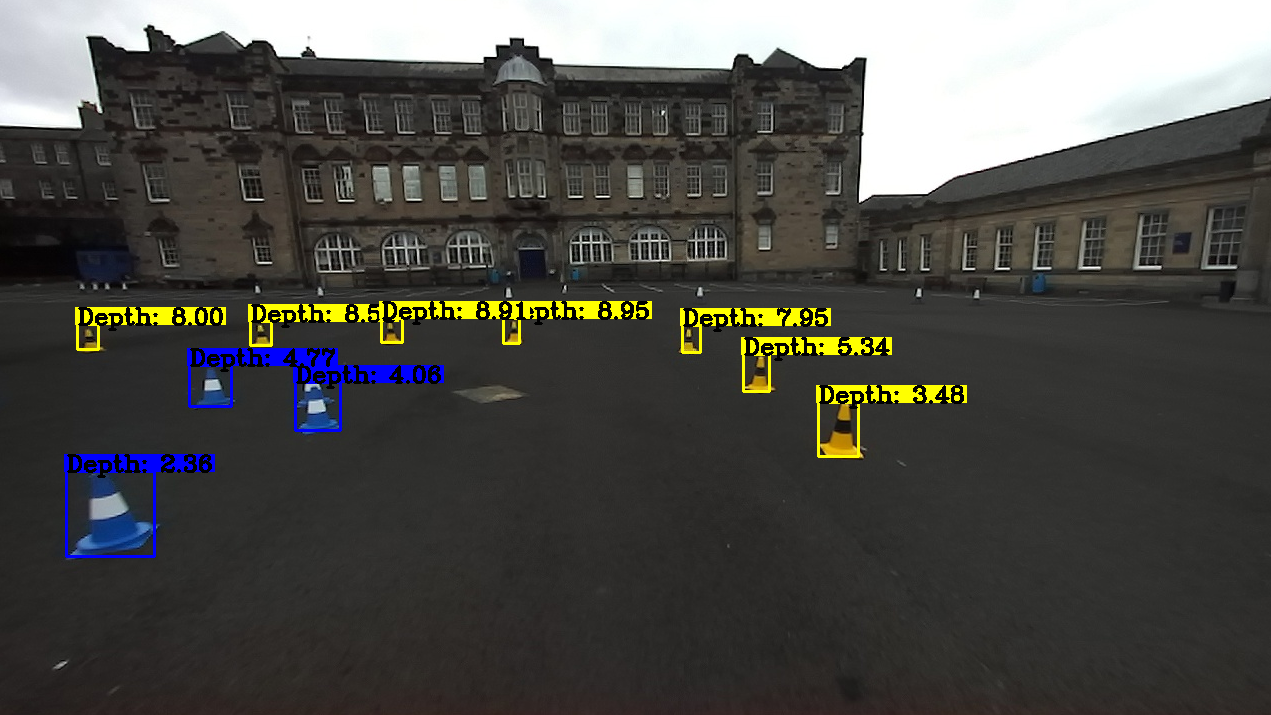 Depth: 8.00
Depth: 8.5
Depth: 8.91
pth: 8.95
Depth: 7.95
Depth: 5.34
Depth: 4.77
Depth: 4.06
Depth: 3.48
Depth: 2.36